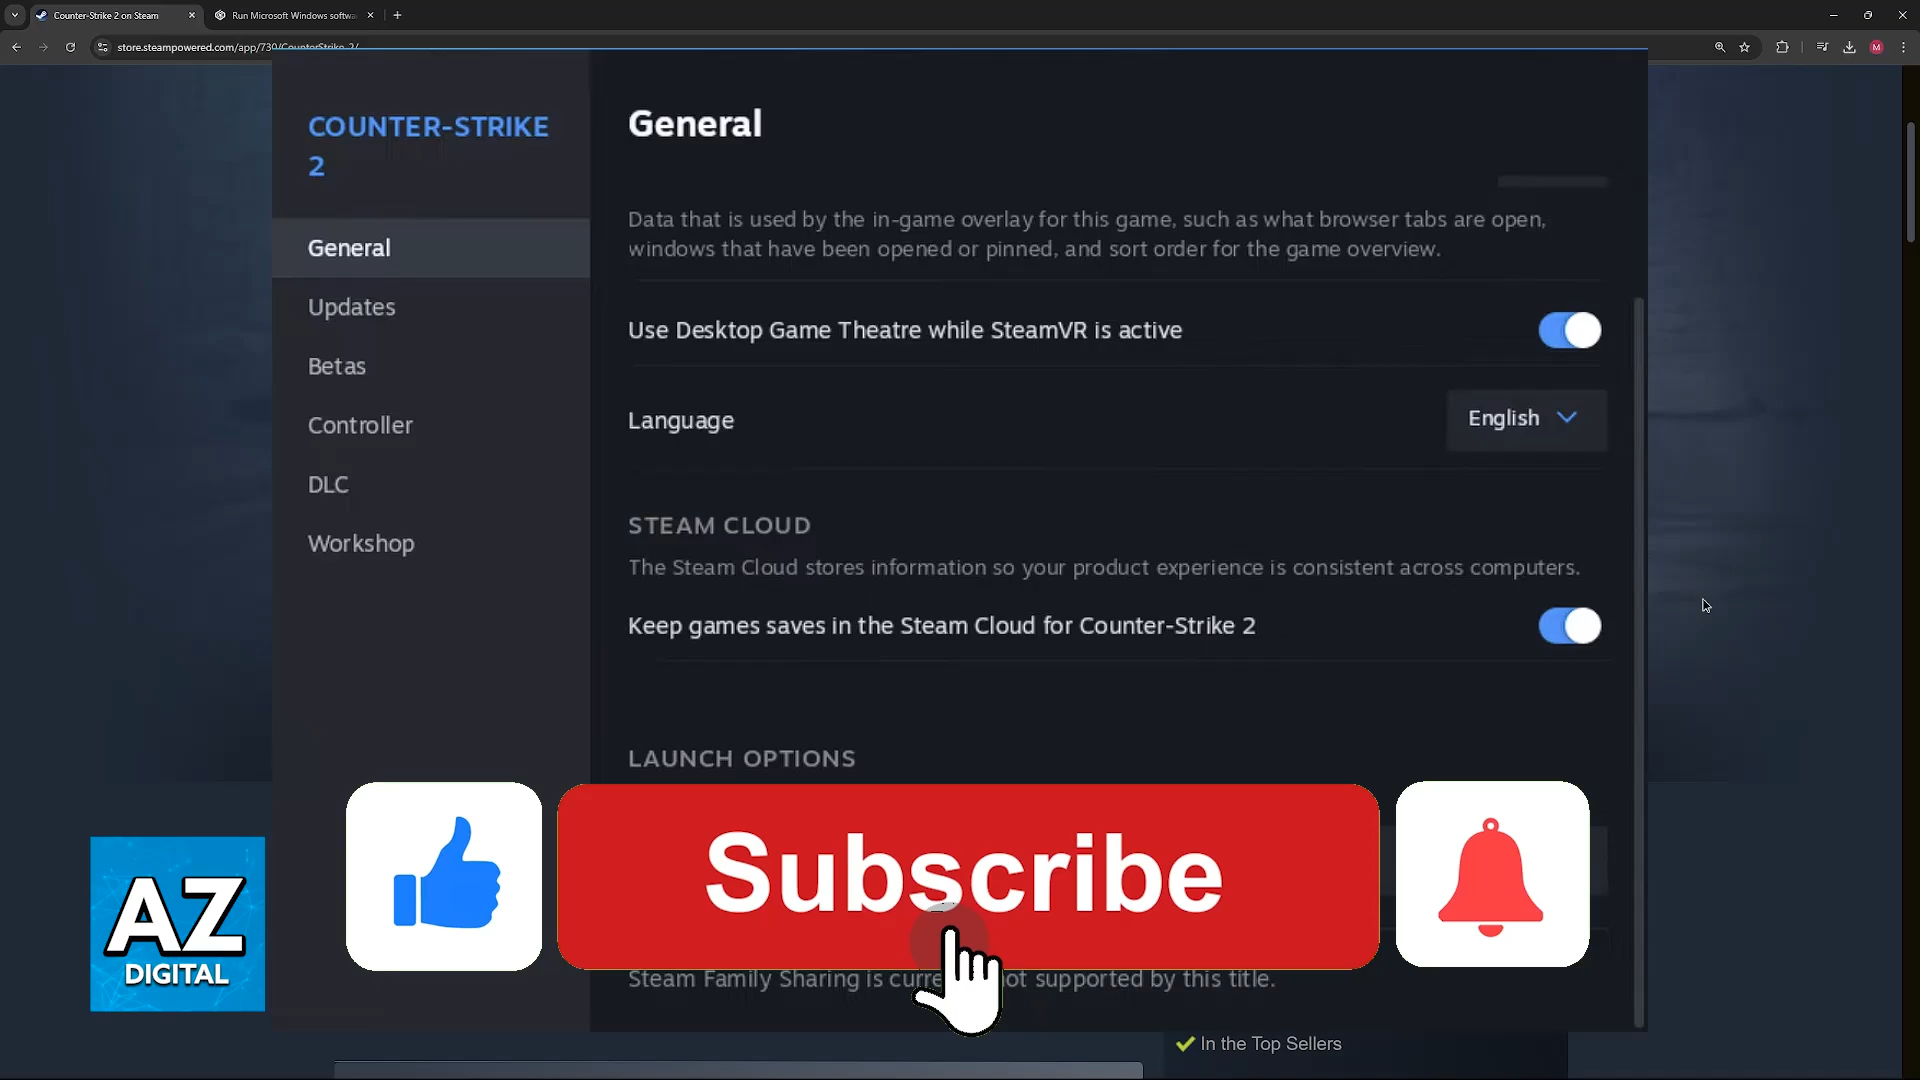 Counter-Strike 2 on Steam
Run Microsoft Windows softwa
store.steampowered.com/app/730/CounterStrike_2/
M
COUNTER-STRIKE
2
General
Updates
Betas
Controller
DLC
Workshop
General
Data that is used by the in-game overlay for this game, such as what browser tabs are open,
windows that have been opened or pinned, and sort order for the game overview.
Use Desktop Game Theatre while SteamVR is active
Language
English
STEAM CLOUD
The Steam Cloud stores information so your product experience is consistent across computers.
Keep games saves in the Steam Cloud for Counter-Strike 2
LAUNCH OPTIONS
Subscribe
AZ
DIGITAL
Steam Family Sharing is curre ot supported by this title.
In the Top Sellers